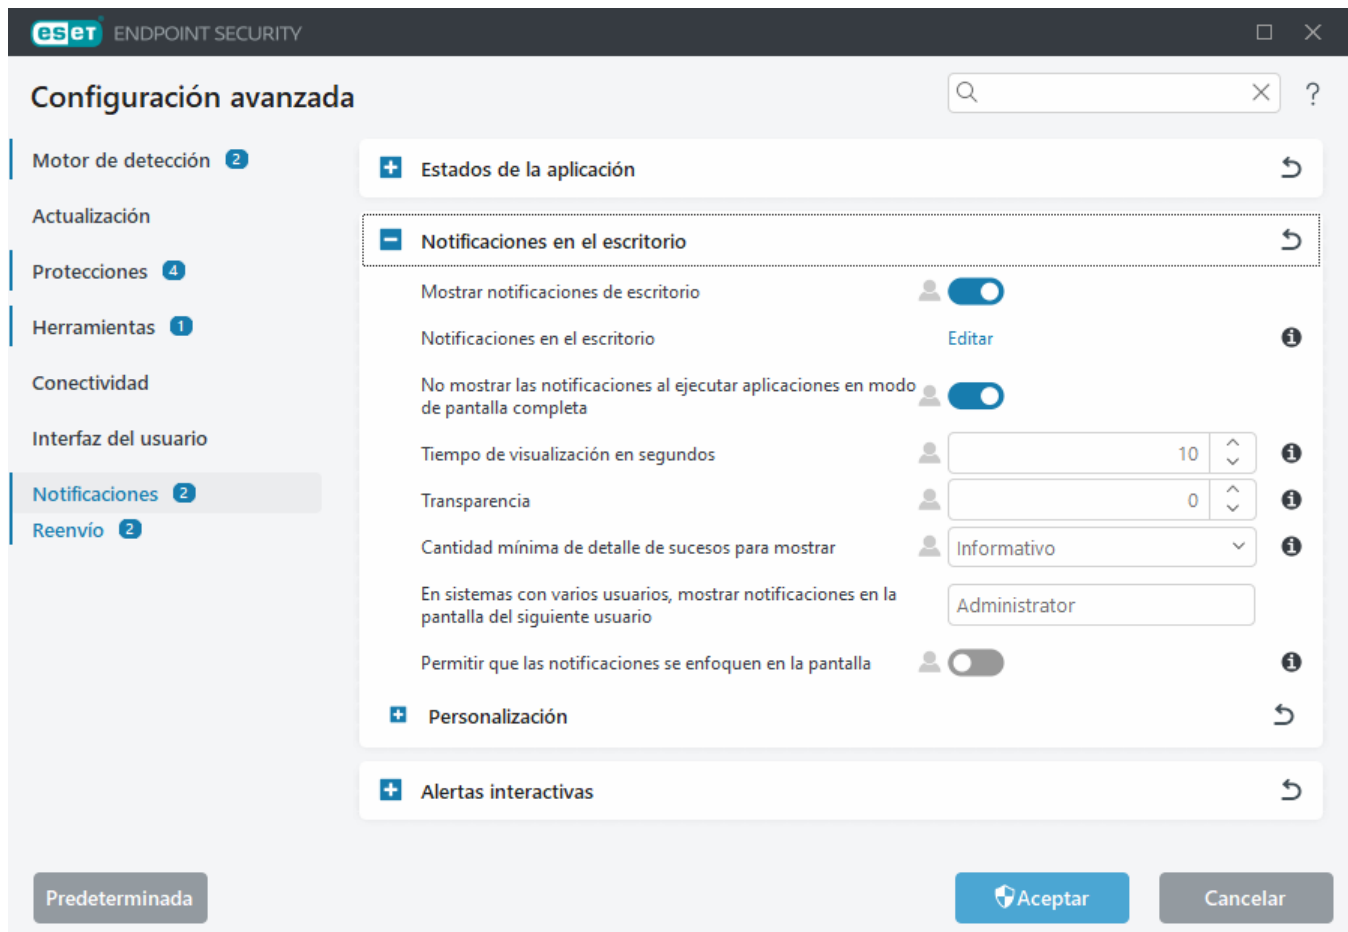 eset ENDPOINT SECURITY
Configuración avanzada
?
Motor de detección 2
Actualización
Protecciones 4
Herramientas 1
Conectividad
Interfaz del usuario
Notificaciones 2
Reenvío 2
Estados de la aplicación
Notificaciones en el escritorio
Mostrar notificaciones de escritorio
Notificaciones en el escritorio Editar
No mostrar las notificaciones al ejecutar aplicaciones en modo
de pantalla completa
Tiempo de visualización en segundos 10
Transparencia 0
Cantidad mínima de detalle de sucesos para mostrar Informativo
En sistemas con varios usuarios, mostrar notificaciones en la
pantalla del siguiente usuario
Administrator
Permitir que las notificaciones se enfoquen en la pantalla
Personalización
Alertas interactivas
Predeterminada Aceptar Cancelar